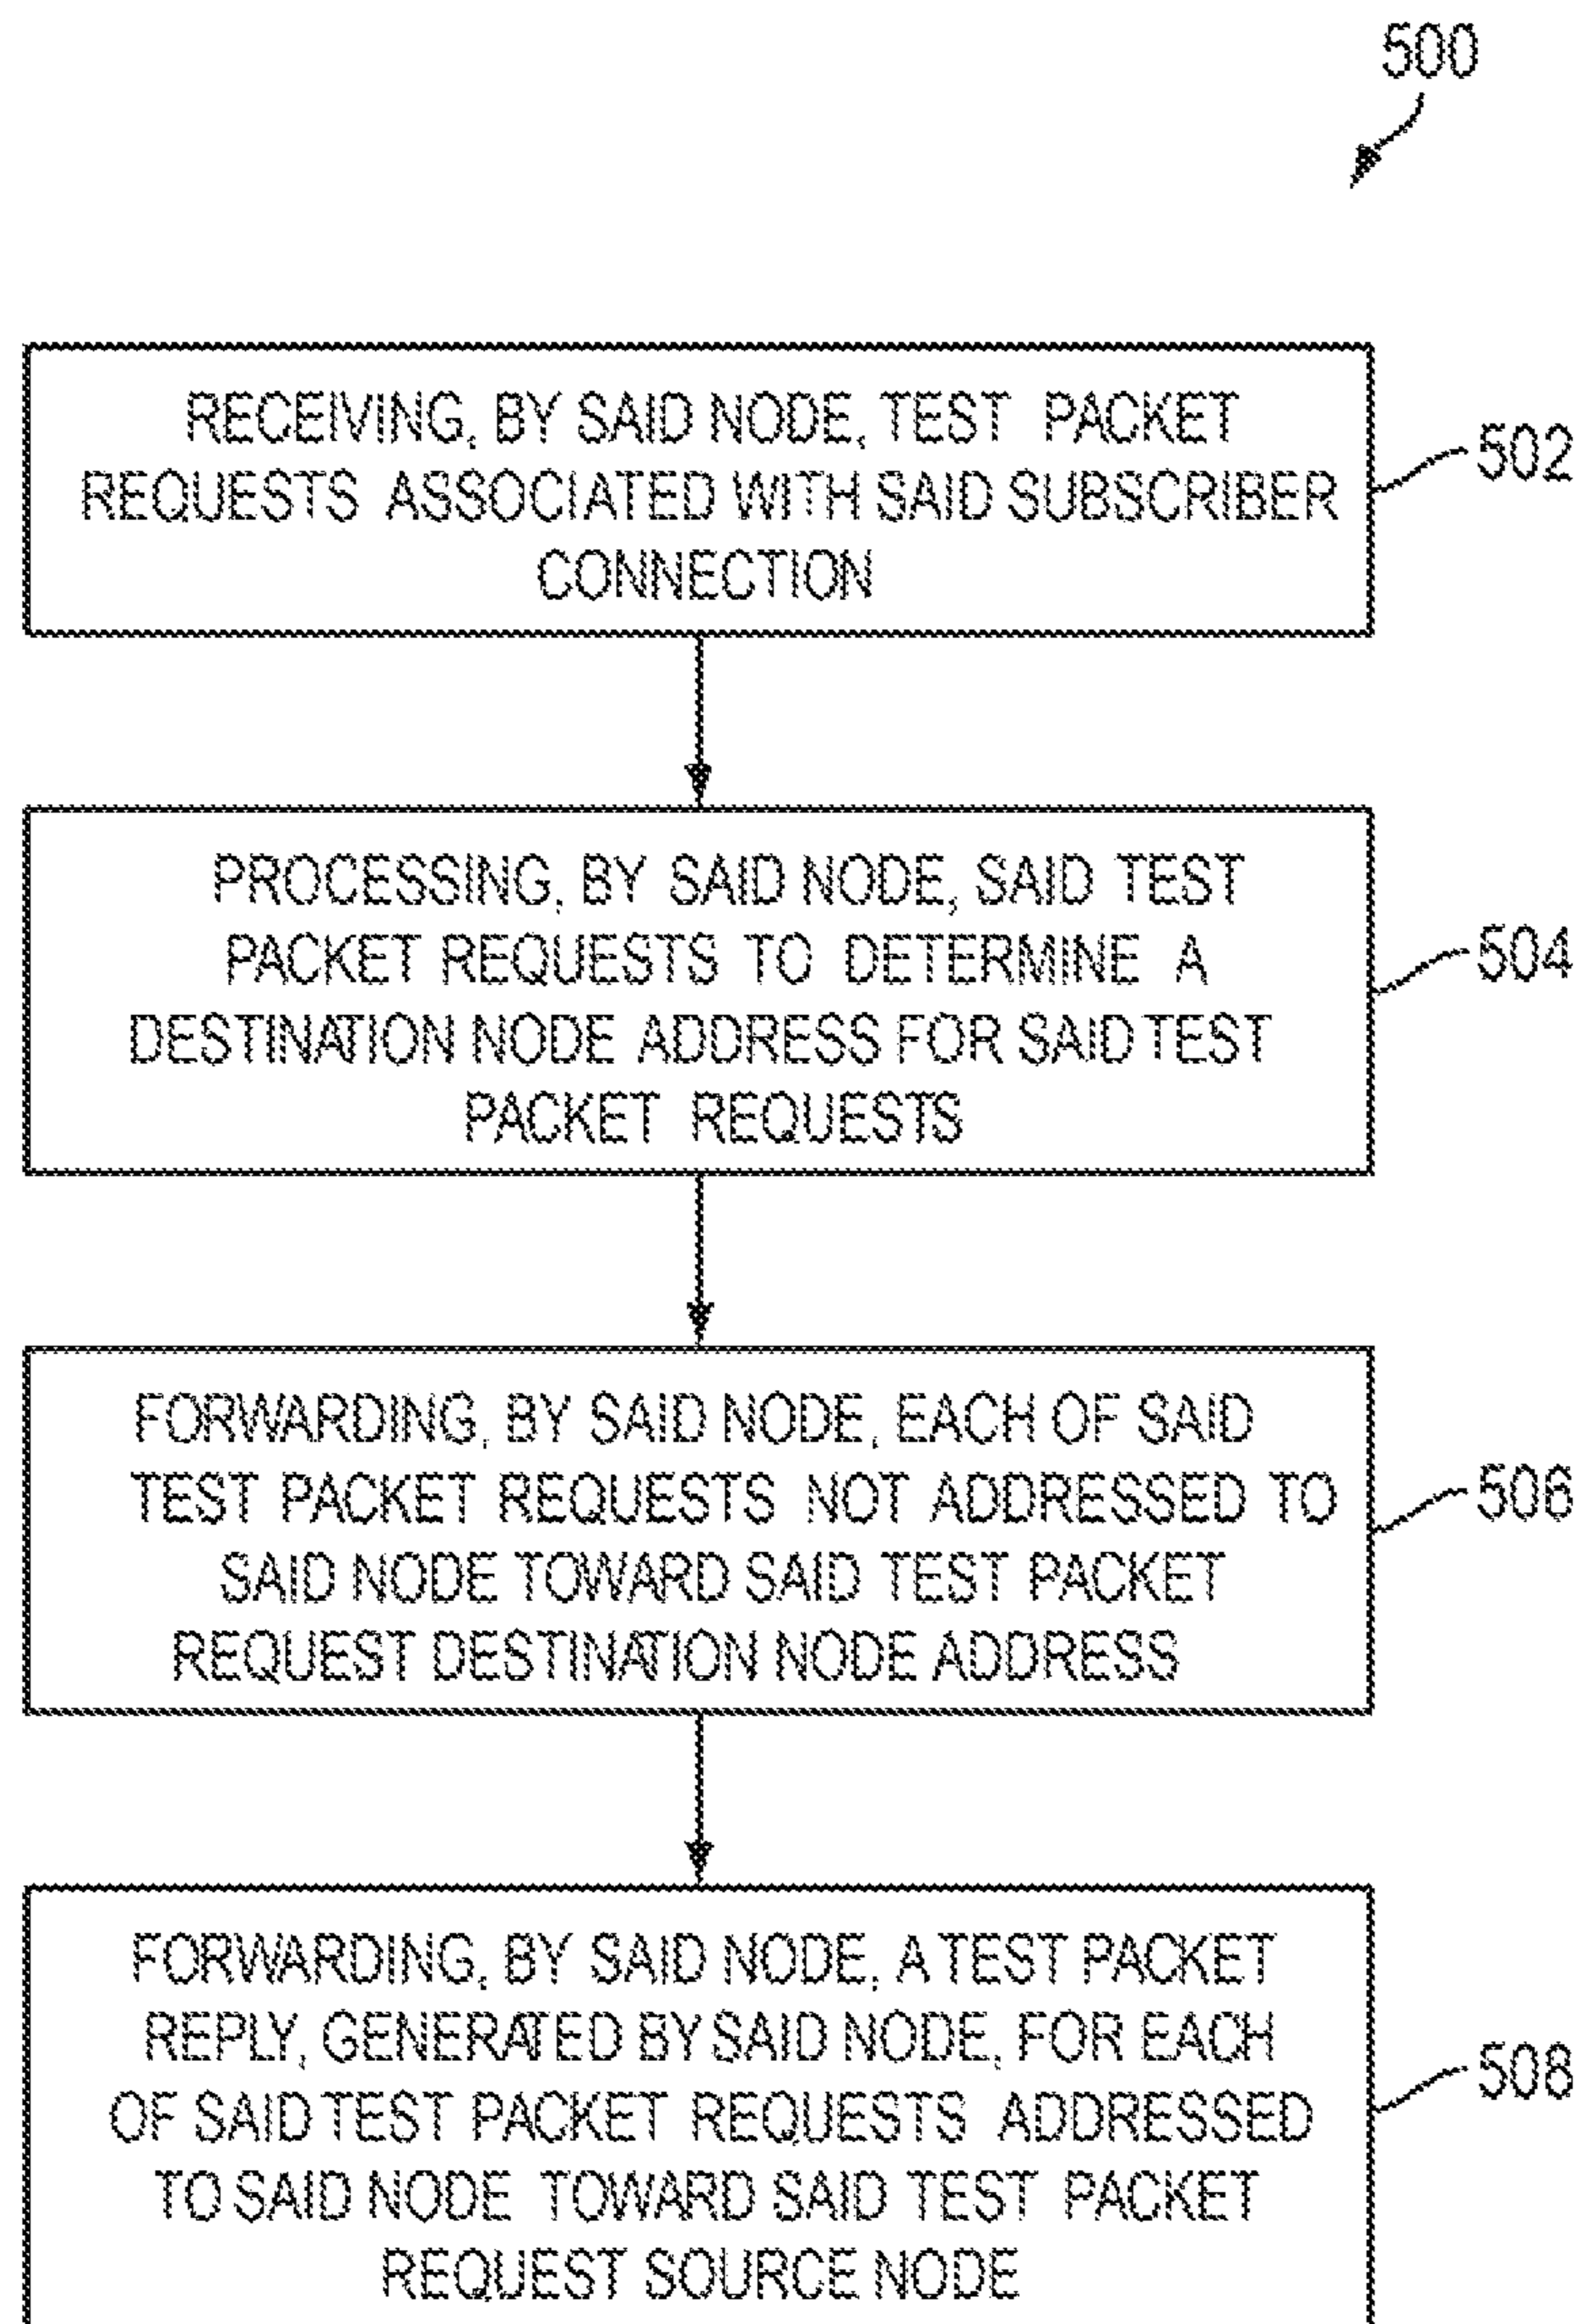 500
RECEIVING, BY SAID NODE, TEST PACKET
REQUESTS ASSOCIATED WITH SAID SUBSCRIBER
CONNECTION
502
PROCESSING, BY SAID NODE, SAID TEST
PACKET REQUESTS TO DETERMINE A
DESTINATION NODE ADDRESS FOR SAID TEST
PACKET REQUESTS
504
FORWARDING, BY SAID NODE, EACH OF SAID
TEST PACKET REQUESTS NOT ADDRESSED TO
SAID NODE TOWARD SAID TEST PACKET
REQUEST DESTINATION NODE ADDRESS
506
FORWARDING, BY SAID NODE, A TEST PACKET
REPLY, GENERATED BY SAID NODE, FOR EACH
OF SAID TEST PACKET REQUESTS ADDRESSED
TO SAID NODE TOWARD SAID TEST PACKET
REQUEST SOURCE NODE
508